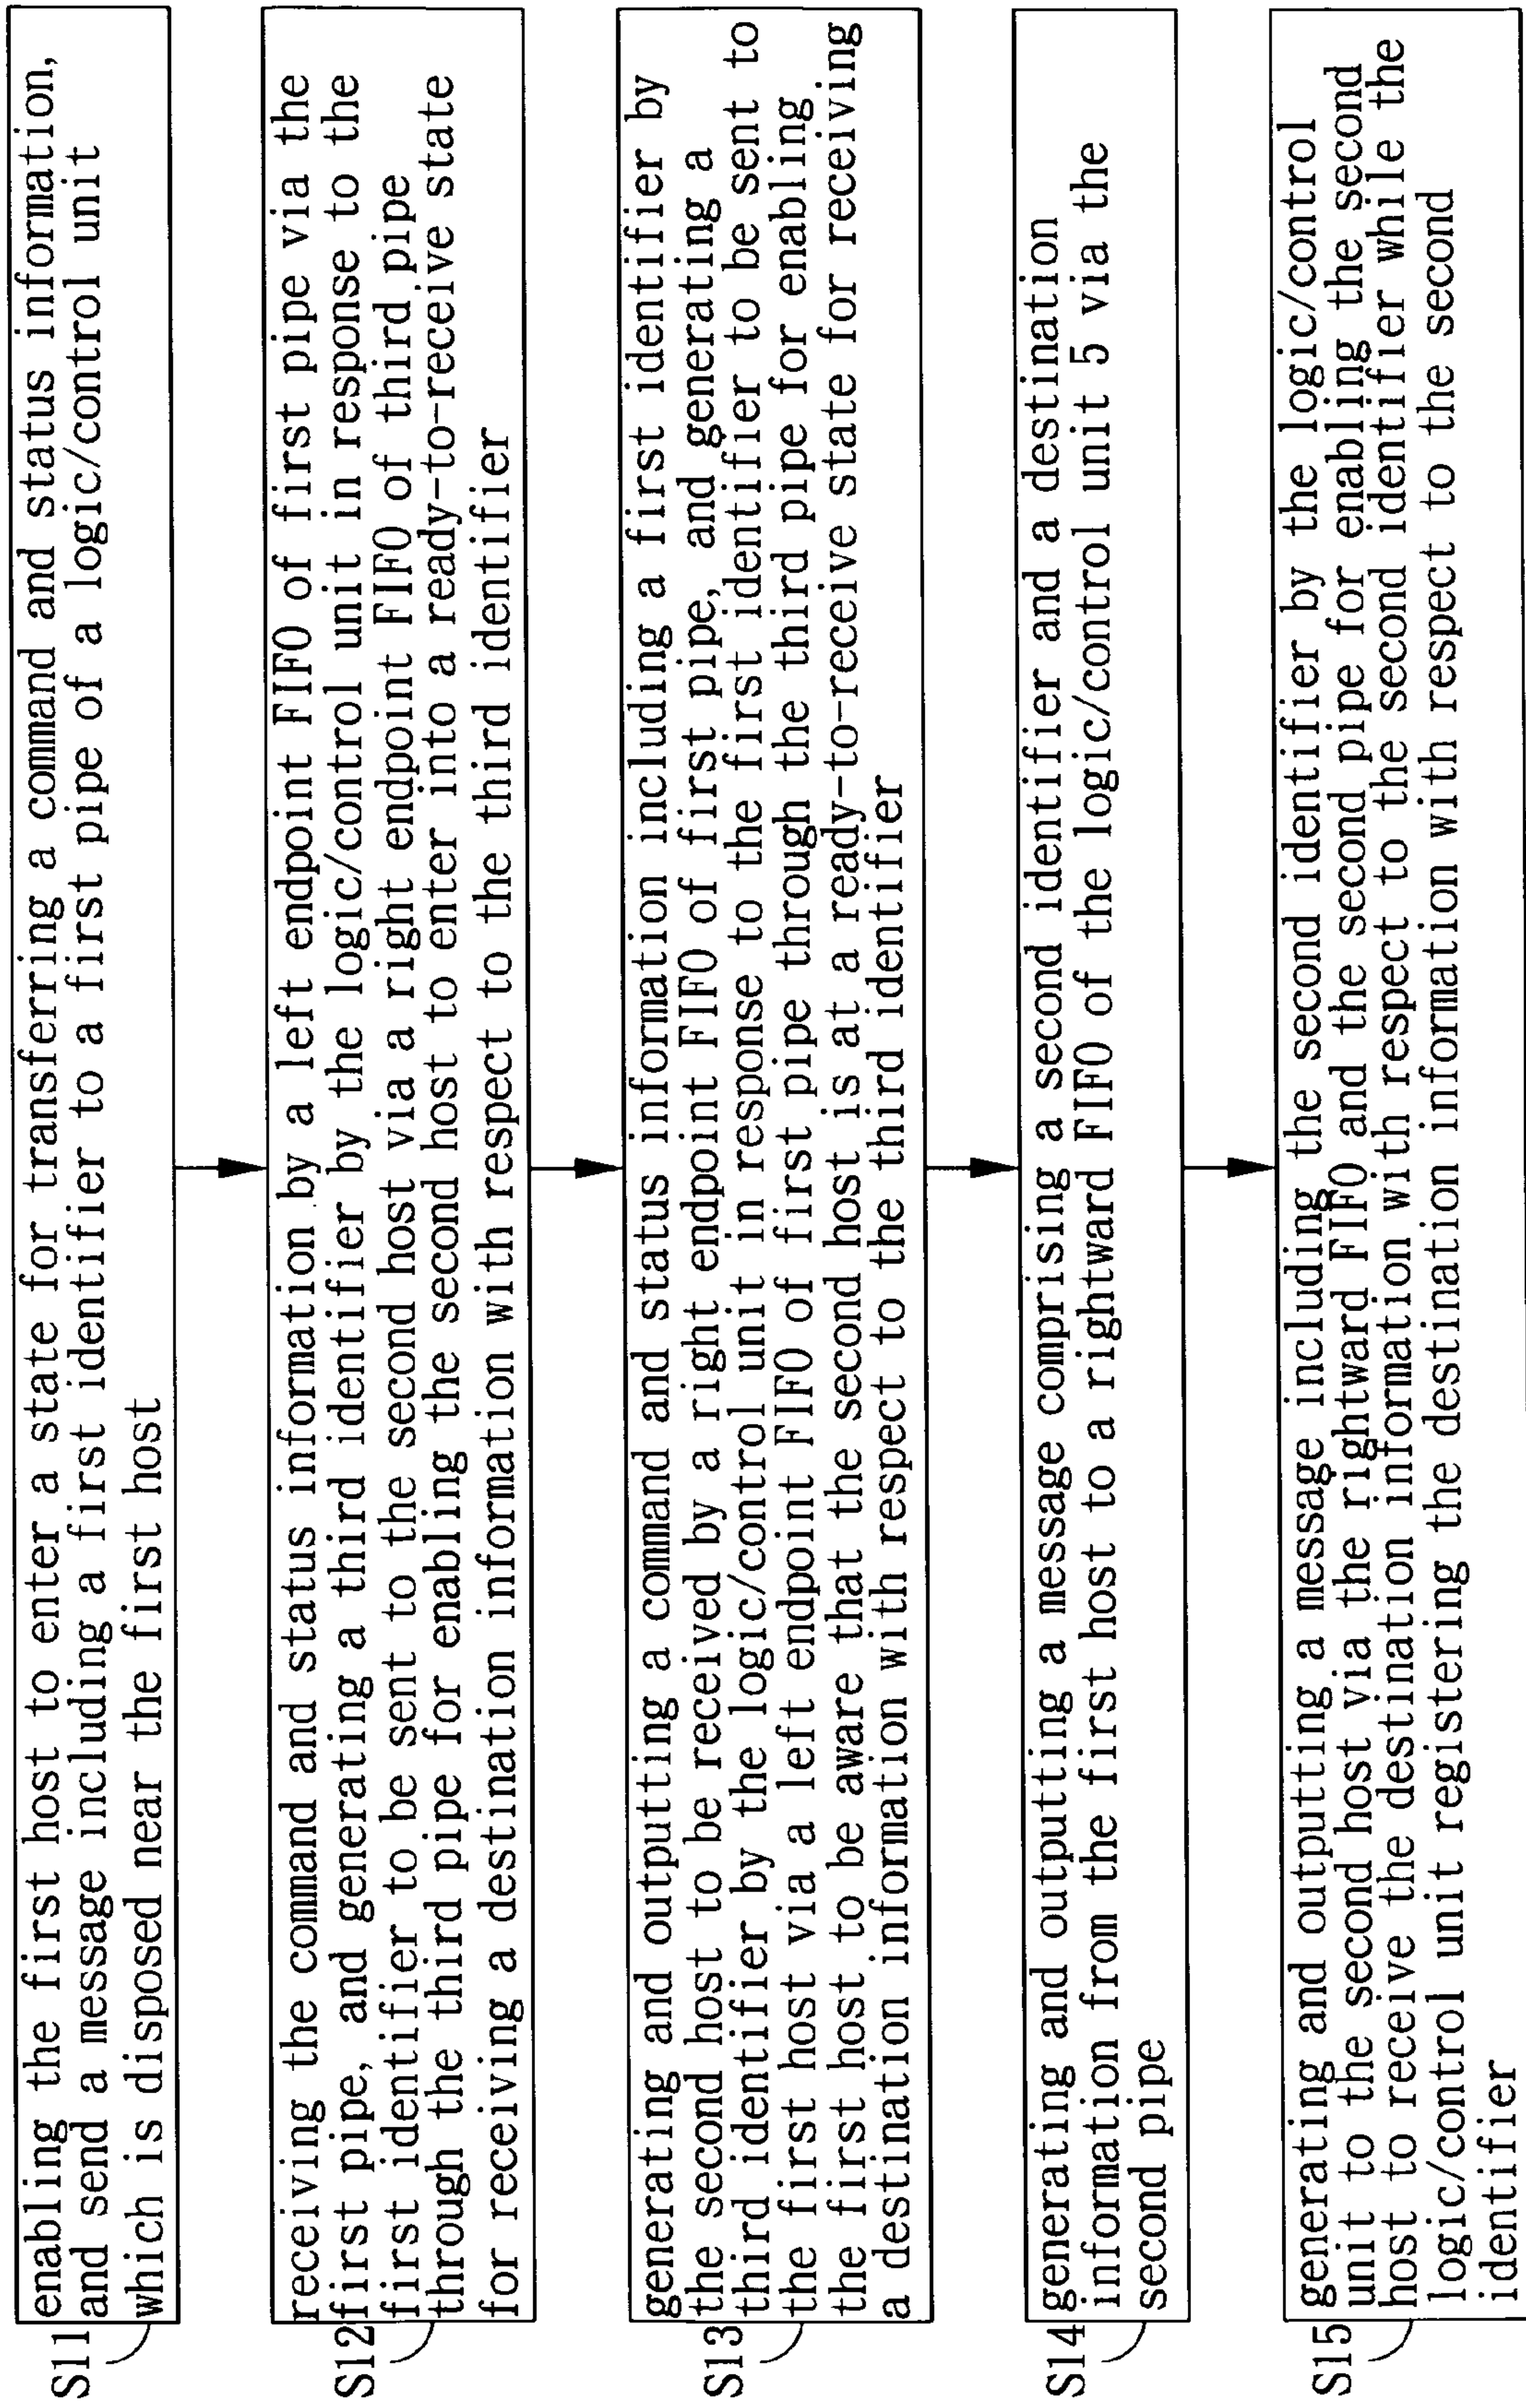 S11
enabling the first host to enter a state for transferring a command and status information,
and send a message including a first identifier to a first pipe of a logic/control unit
which is disposed near the first host
S12
receiving the command and status information by a left endpoint FIFO of first pipe via the
first pipe, and generating a third identifier by the logic/control unit in response to the
first identifier to be sent to the second host via a right endpoint FIFO of third pipe
through the third pipe for enabling the second host to enter into a ready-to-receive state
for receiving a destination information with respect to the third identifier
S13
generating and outputting a command and status information including a first identifier by
the second host to be received by a right endpoint FIFO of first pipe, and generating a
third identifier by the logic/control unit in response to the first identifier to be sent to
the first host via a left endpoint FIFO of first pipe through the third pipe for enabling
the first host to be aware that the second host is at a ready-to-receive state for receiving
a destination information with respect to the third identifier
S14
generating and outputting a message comprising a second identifier and a destination
information from the first host to a rightward FIFO of the logic/control unit 5 via the
second pipe
S15
generating and outputting a message including the second identifier by the logic/control
unit to the second host via the rightward FIFO and the second pipe for enabling the second
host to receive the destination information with respect to the second identifier while the
logic/control unit registering the destination information with respect to the second
identifier